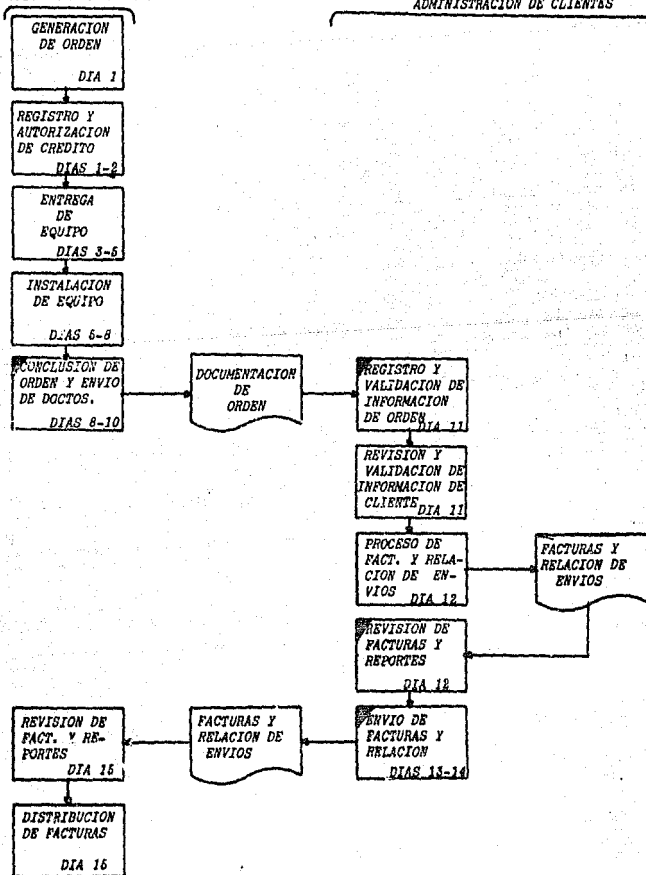 ADMINISTRACION DE CLIENTES
GENERACION
DE ORDEN
DIA 1
REGISTRO Y
AUTORIZACION
DE CREDITO
DIAS 1-2
ENTREGA
DE
EQUIPO
DIAS 3-5
INSTALACION
DE EQUIPO
DIAS 5-8
CONCLUSION DE
ORDEN Y ENVIO
DE DOCTOS.
DIAS 8-10
DOCUMENTACION
DE
ORDEN
REGISTRO Y
VALIDACION DE
INFORMACION
DE ORDEN
DIA 11
REVISION Y
VALIDACION DE
INFORMACION DE
CLIENTE
DIA 11
PROCESO DE
FACT. Y RELA-
CION DE EN-
VIOS
DIA 12
FACTURAS Y
RELACION DE
ENVIOS
REVISION DE
FACTURAS Y
REPORTES
DIA 12
ENVIO DE
FACTURAS Y
RELACION
DIAS 13-14
FACTURAS Y
RELACION DE
ENVIOS
REVISION DE
FACT. Y RE-
PORTES
DIA 15
DISTRIBUCION
DE FACTURAS
DIA 15